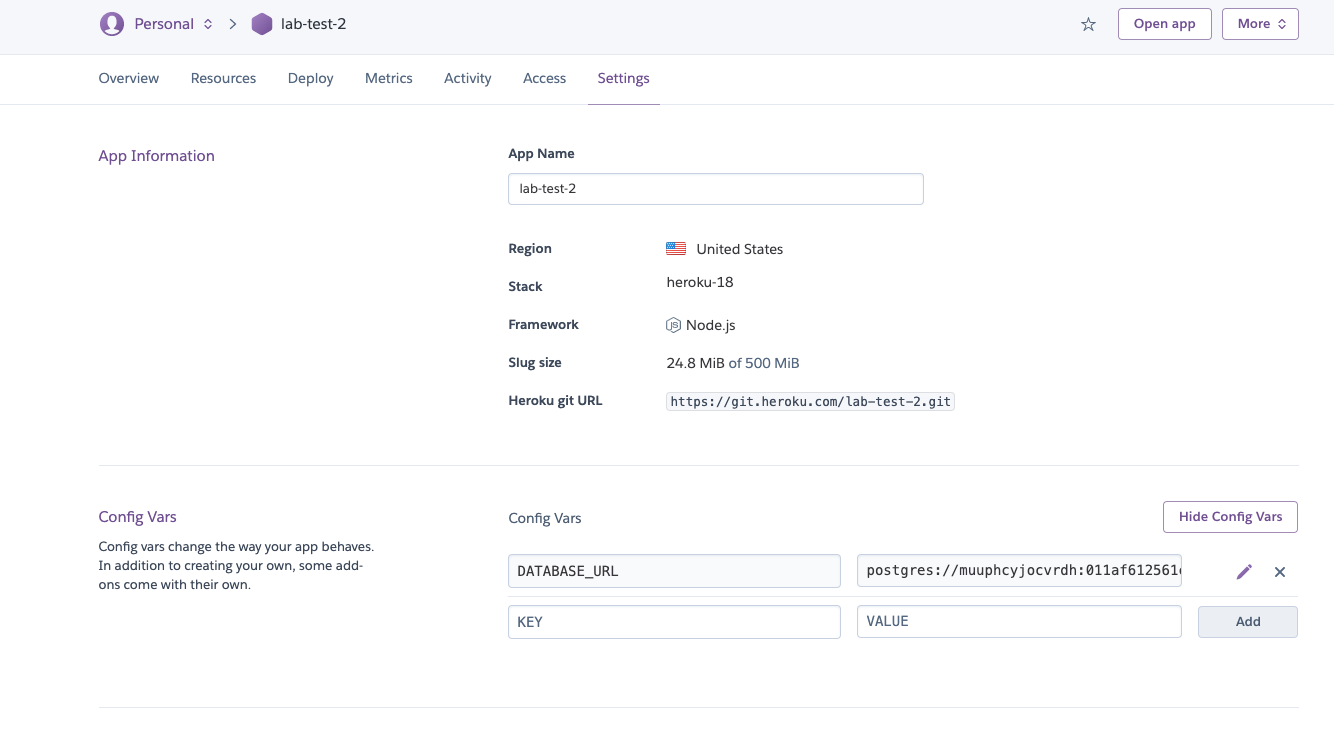 Personal lab-test-2 Open app More
Overview Resources Deploy Metrics Activity Access Settings
App Information
App Name
lab-test-2
Region United States
Stack heroku-18
Framework Node.js
Slug size 24.8 MiB of 500 MiB
Heroku git URL https://git.heroku.com/lab-test-2.git
Config Vars
Config vars change the way your app behaves.
In addition to creating your own, some add-
ons come with their own.
Config Vars Hide Config Vars
DATABASE_URL postgres://muuphcyjocvrdh:011af612561
KEY VALUE Add